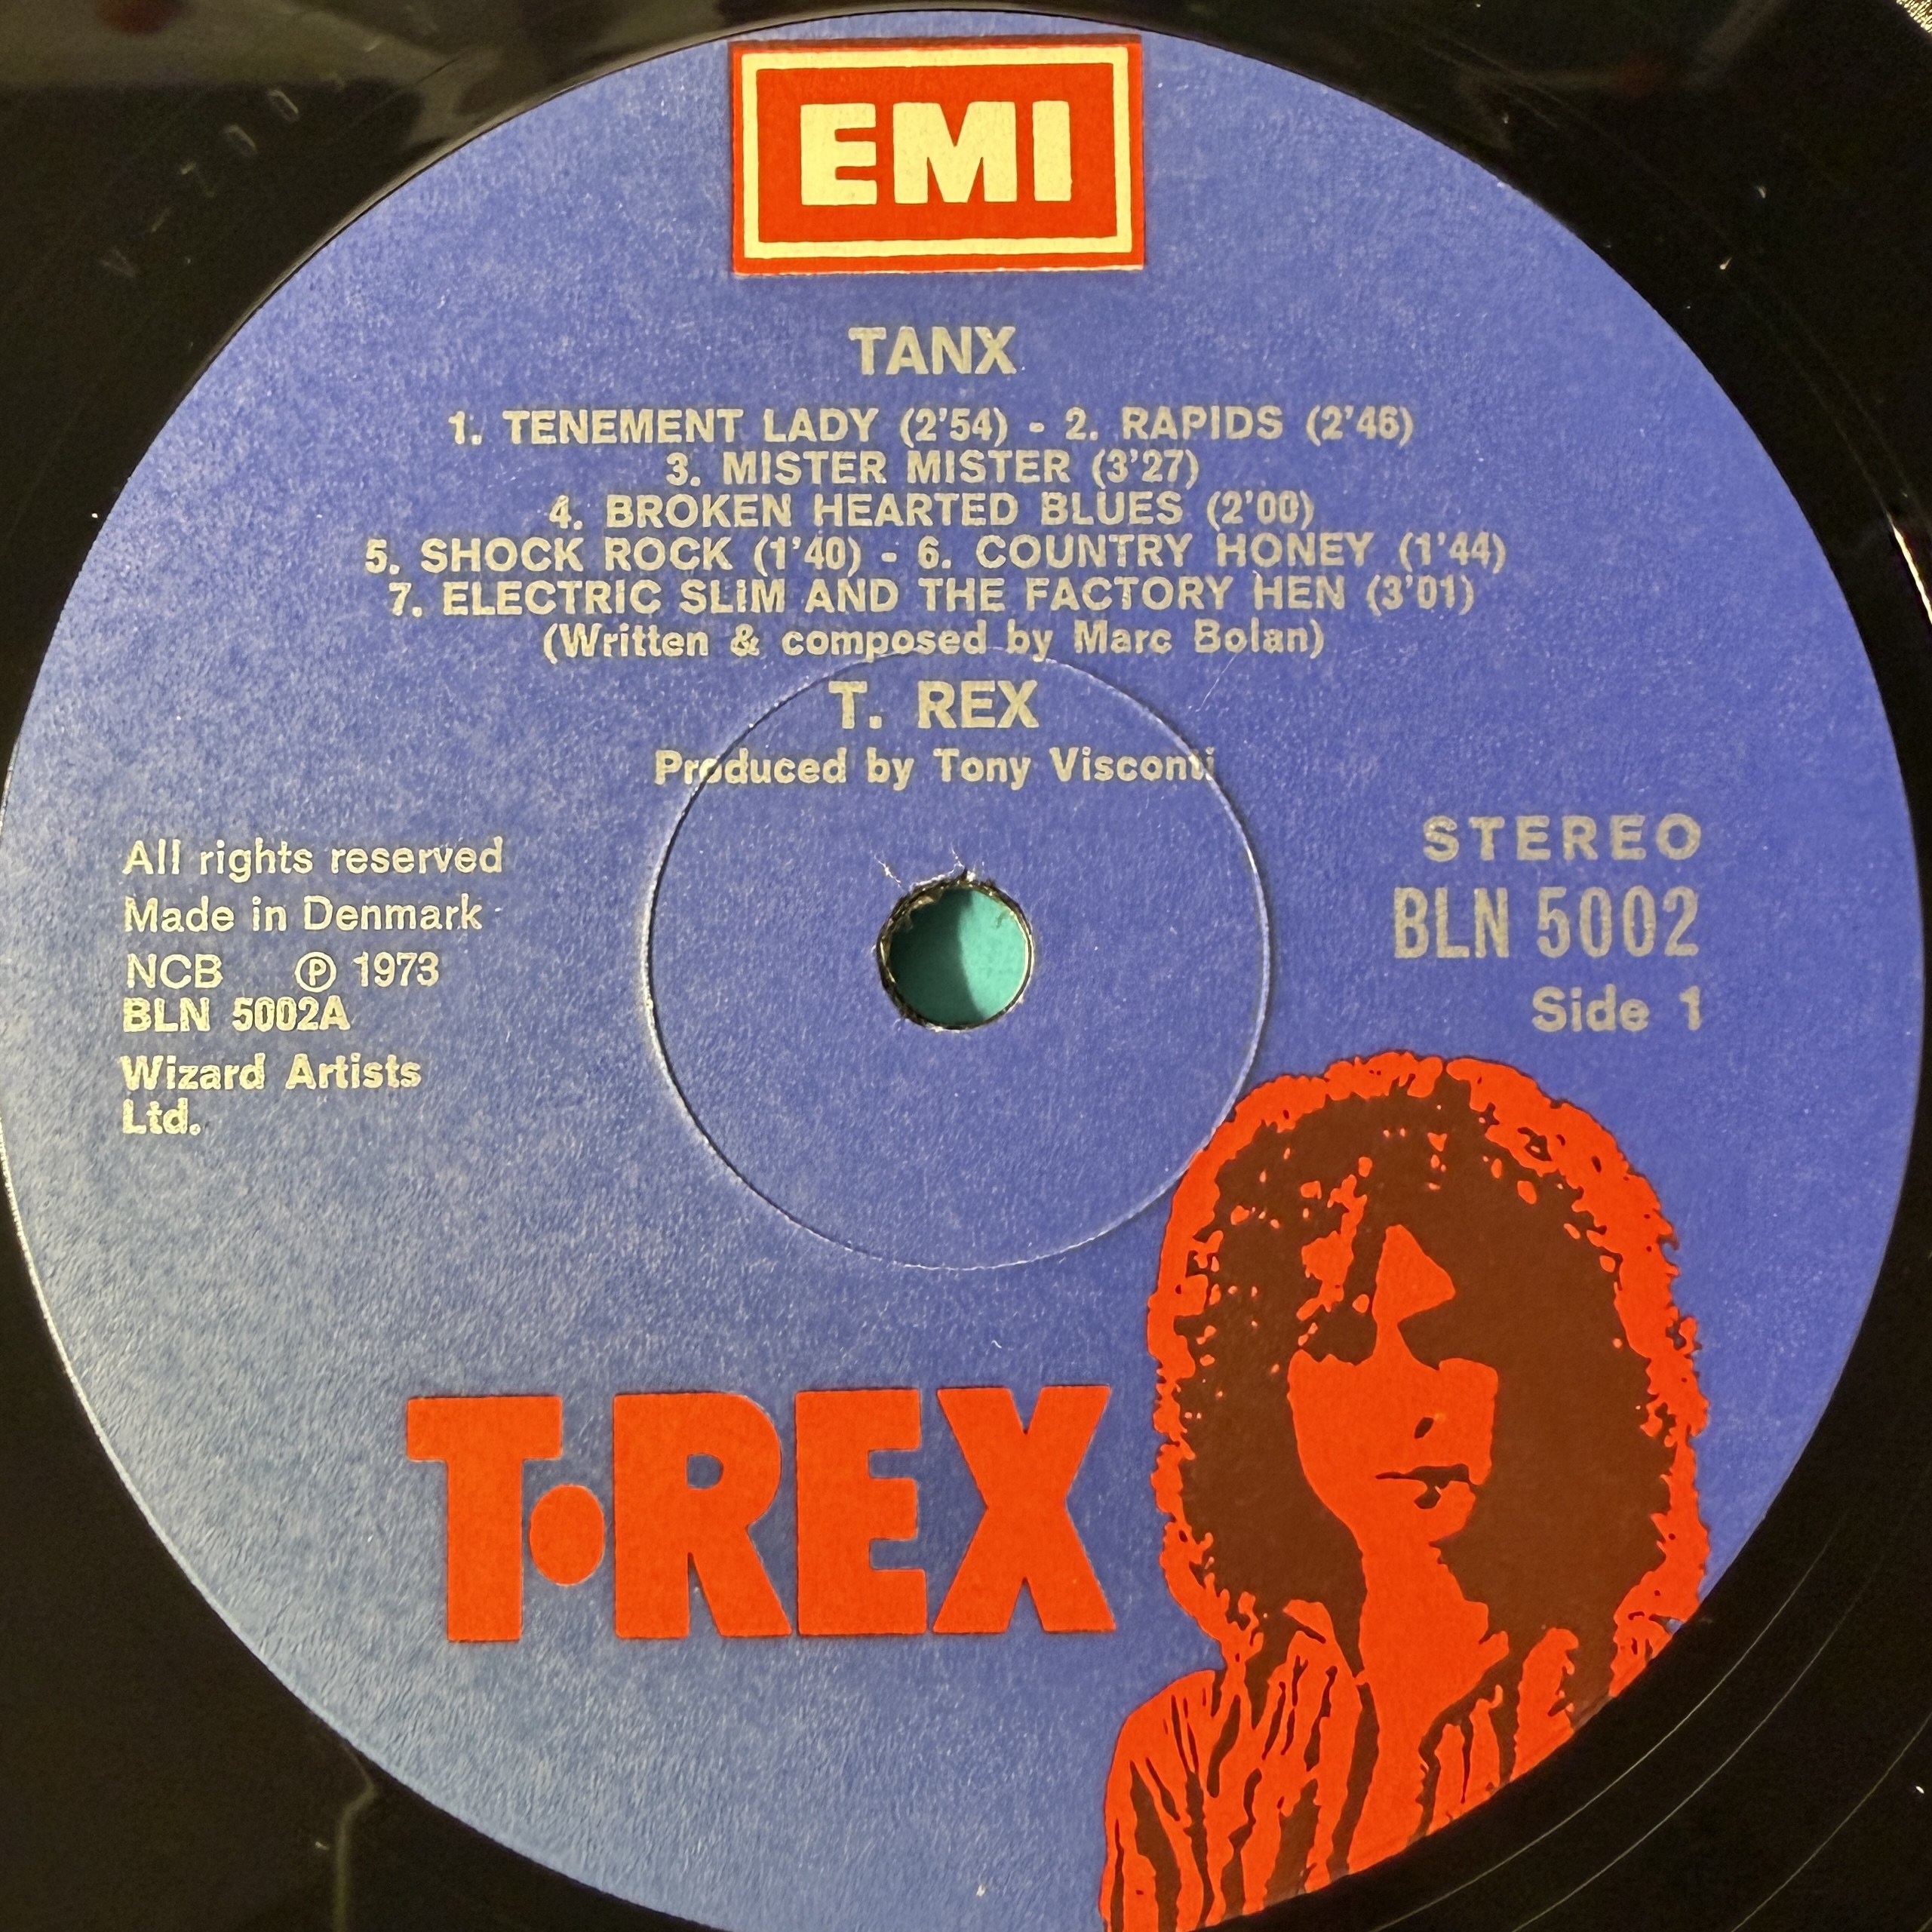 EMI
TANX
1. TENEMENT LADY (2'54) - 2. RAPIDS (2'46)
3. MISTER MISTER (3'27)
4. BROKEN HEARTED BLUES (2'00)
5. SHOCK ROCK (1'40) - 6. COUNTRY HONEY (1'44)
7. ELECTRIC SLIM AND THE FACTORY HEN (3'01)
(Written & composed by Marc Bolan)
T. REX
Produced by Tony Visconti
All rights reserved
Made in Denmark
NCB ℗ 1973
BLN 5002A
Wizard Artists
Ltd.
STEREO
BLN 5002
Side 1
T·REX